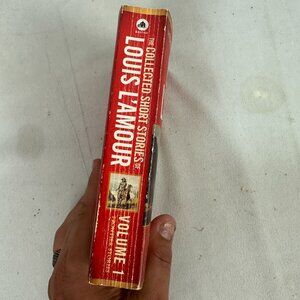 THE COLLECTED SHORT STORIES OF
LOUIS L'AMOUR
VOLUME 1